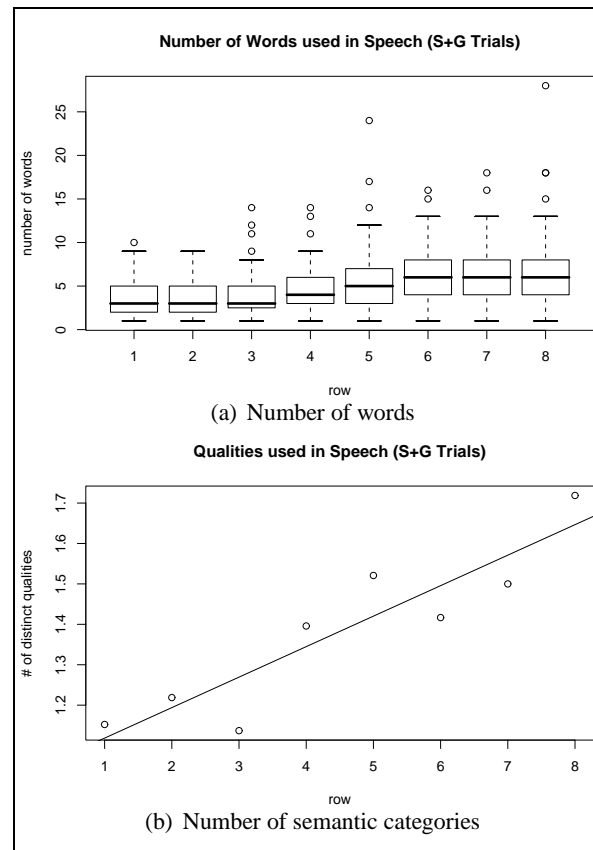 Number of Words used in Speech (S+G Trials)
number of words
25
20
15
10
5
0
1 2 3 4 5 6 7 8
row
(a) Number of words
Qualities used in Speech (S+G Trials)
# of distinct qualities
1.7
1.6
1.5
1.4
1.3
1.2
1 2 3 4 5 6 7 8
row
(b) Number of semantic categories